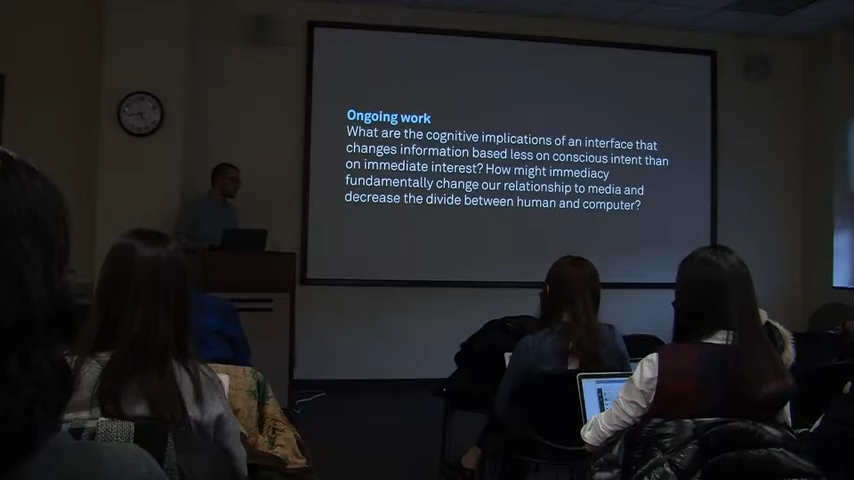 Ongoing work
What are the cognitive implications of an interface that
changes information based less on conscious intent than
on immediate interest? How might immediacy
fundamentally change our relationship to media and
decrease the divide between human and computer?